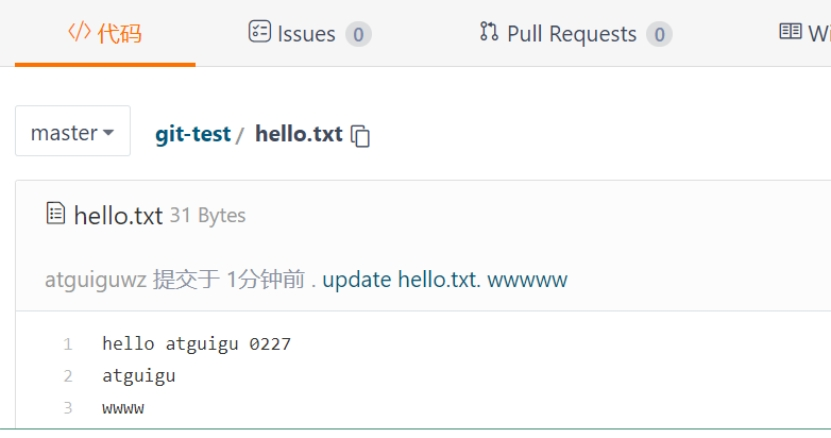 代码 Issues 0 Pull Requests 0 Wi
master git-test / hello.txt
hello.txt 31 Bytes
atguiguwz 提交于 1分钟前 . update hello.txt. wwwww
1 hello atguigu 0227
2 atguigu
3 wwww